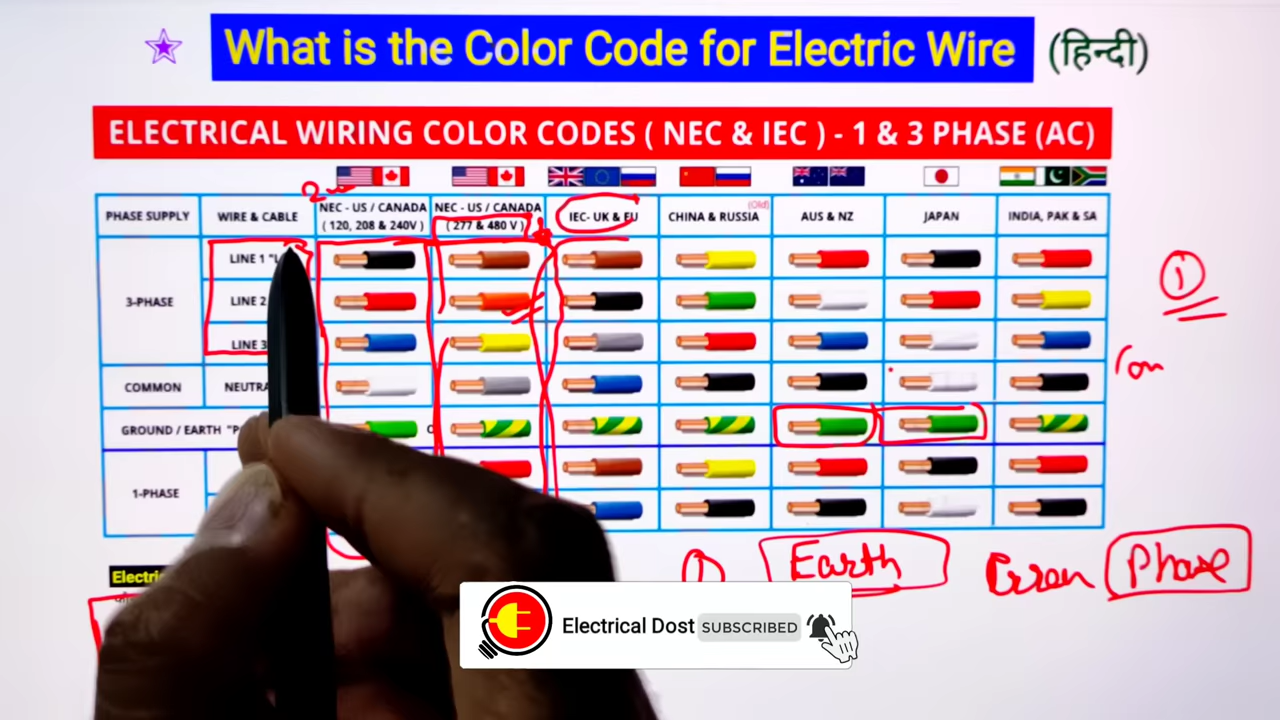 What is the Color Code for Electric Wire (हिन्दी)
ELECTRICAL WIRING COLOR CODES ( NEC & IEC ) - 1 & 3 PHASE (AC)
(Old)
PHASE SUPPLY WIRE & CABLE NEC - US / CANADA ( 120, 208 & 240V ) NEC - US / CANADA ( 277 & 480 V ) IEC- UK & EU CHINA & RUSSIA AUS & NZ JAPAN INDIA, PAK & SA
3-PHASE
LINE 1
LINE 2
LINE 3
COMMON
GROUND / EARTH
1-PHASE
1
Earth Phase
Electrical Dost SUBSCRIBED